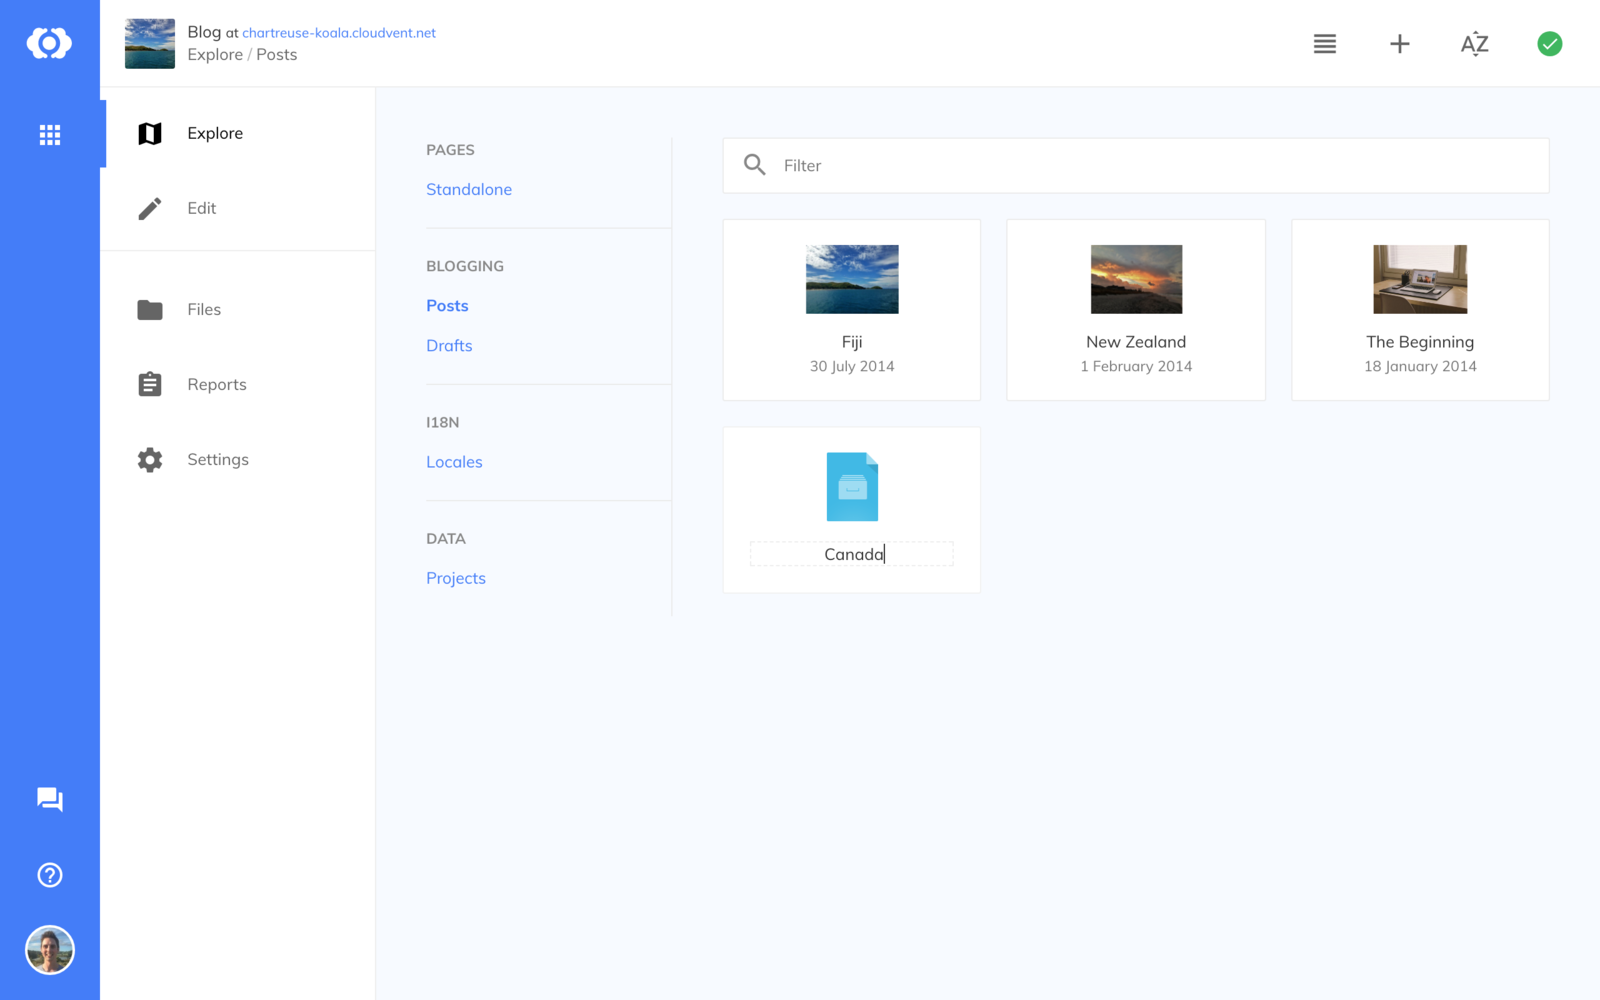 Blog at chartreuse-koala.cloudvent.net
Explore / Posts
AZ
Explore
Edit
Files
Reports
Settings
PAGES
Standalone
BLOGGING
Posts
Drafts
I18N
Locales
DATA
Projects
Filter
Fiji
30 July 2014
New Zealand
1 February 2014
The Beginning
18 January 2014
Canada